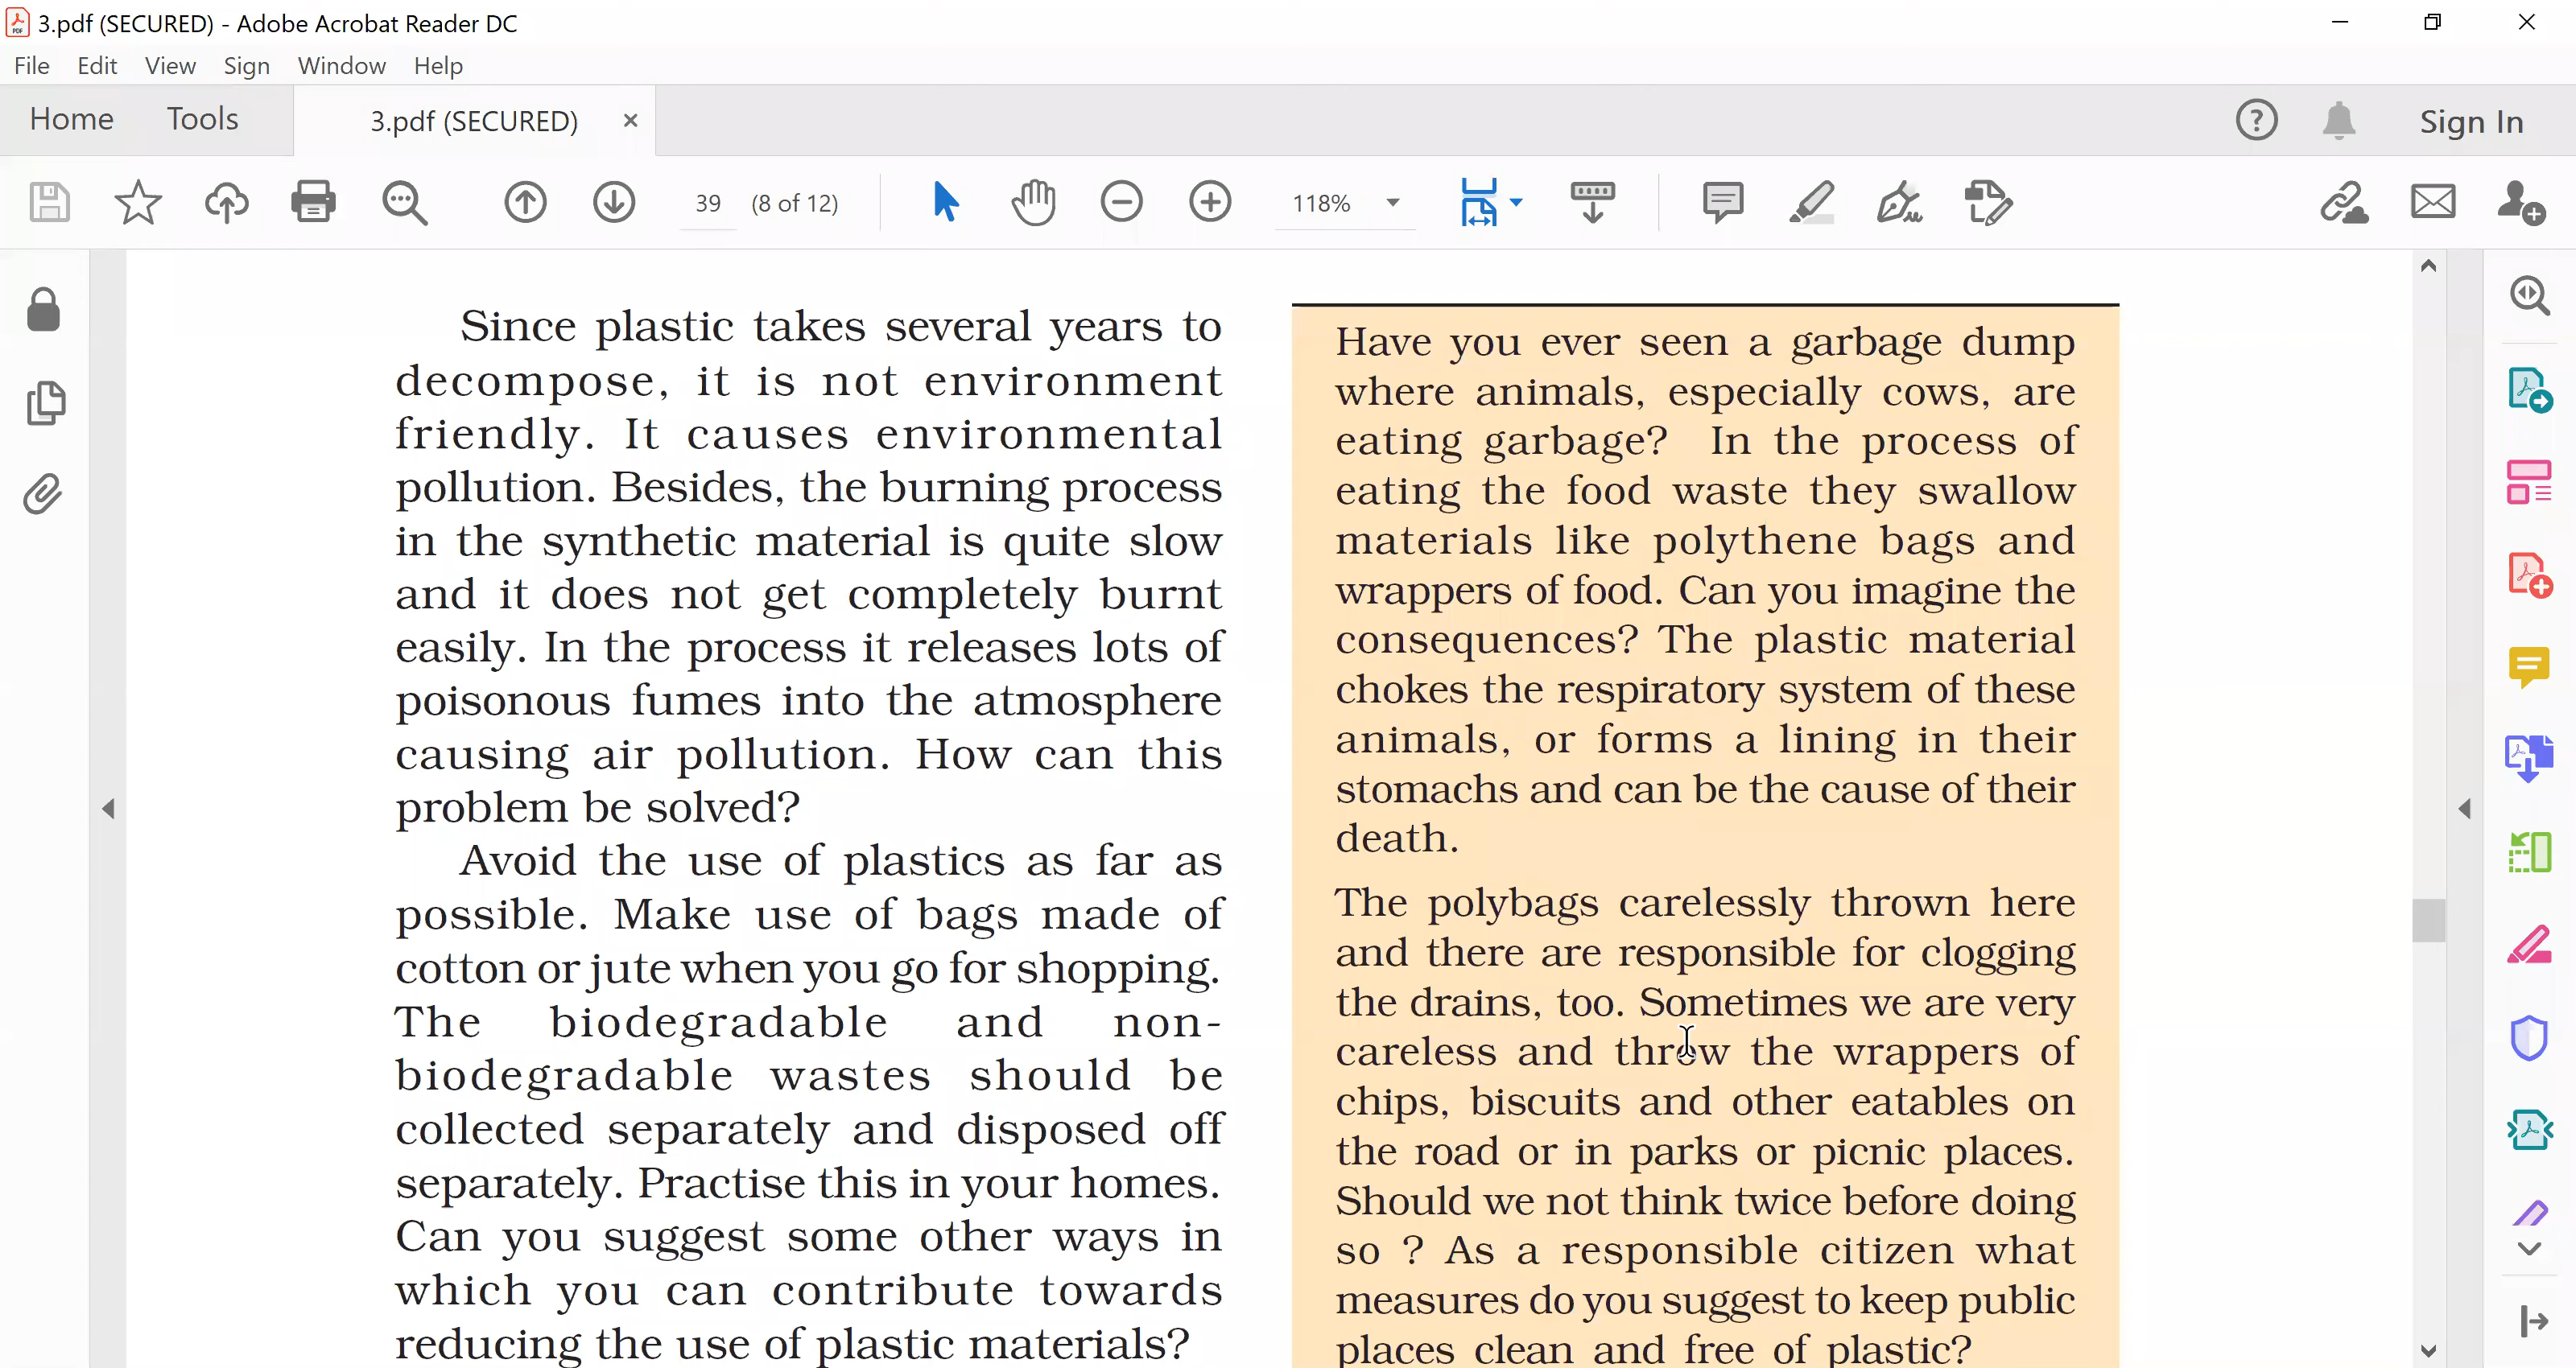 3.pdf (SECURED) - Adobe Acrobat Reader DC
File Edit View Sign Window Help
Home Tools 3.pdf (SECURED) Sign In
39 (8 of 12) 118%
Since plastic takes several years to
decompose, it is not environment
friendly. It causes environmental
pollution. Besides, the burning process
in the synthetic material is quite slow
and it does not get completely burnt
easily. In the process it releases lots of
poisonous fumes into the atmosphere
causing air pollution. How can this
problem be solved?
Avoid the use of plastics as far as
possible. Make use of bags made of
cotton or jute when you go for shopping.
The biodegradable and non-
biodegradable wastes should be
collected separately and disposed off
separately. Practise this in your homes.
Can you suggest some other ways in
which you can contribute towards
reducing the use of plastic materials?
Have you ever seen a garbage dump
where animals, especially cows, are
eating garbage? In the process of
eating the food waste they swallow
materials like polythene bags and
wrappers of food. Can you imagine the
consequences? The plastic material
chokes the respiratory system of these
animals, or forms a lining in their
stomachs and can be the cause of their
death.
The polybags carelessly thrown here
and there are responsible for clogging
the drains, too. Sometimes we are very
careless and throw the wrappers of
chips, biscuits and other eatables on
the road or in parks or picnic places.
Should we not think twice before doing
so ? As a responsible citizen what
measures do you suggest to keep public
places clean and free of plastic?